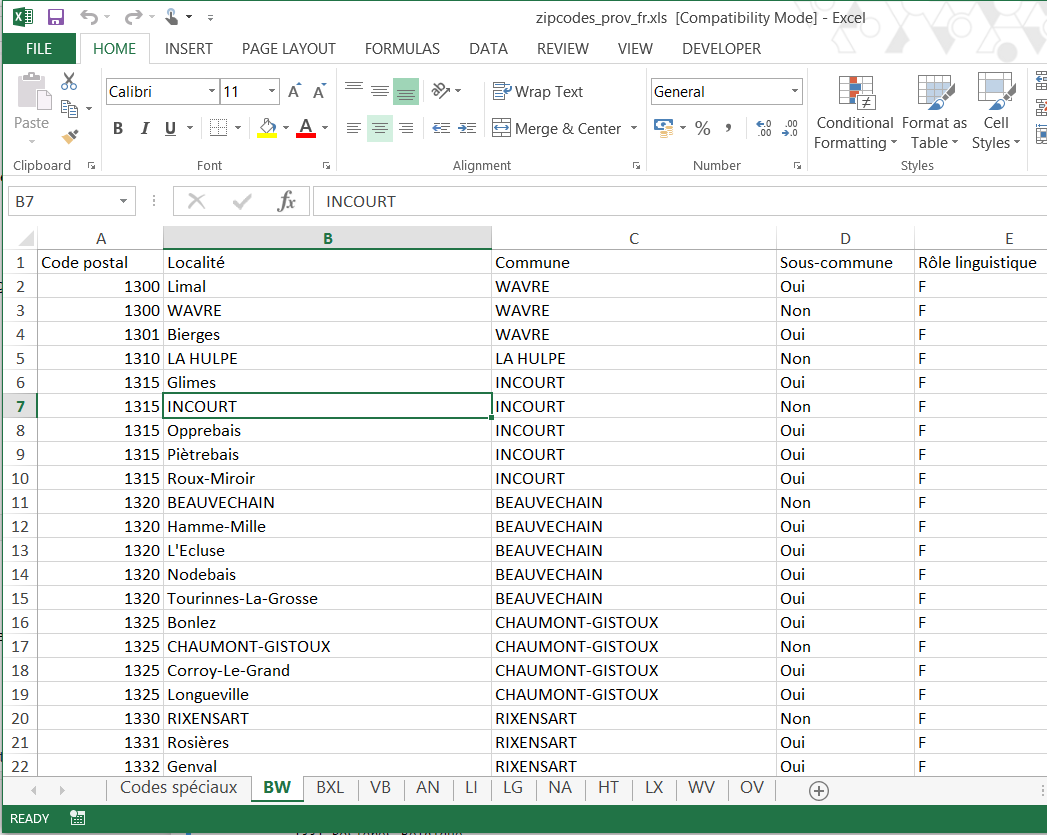 zipcodes_prov_fr.xls [Compatibility Mode] - Excel
FILE HOME INSERT PAGE LAYOUT FORMULAS DATA REVIEW VIEW DEVELOPER
Calibri 11 Wrap Text General
Paste B I U A Merge & Center % Conditional Formatting Format as Table Cell Styles
Clipboard Font Alignment Number Styles
B7 fx INCOURT
A B C D E
1 Code postal Localité Commune Sous-commune Rôle linguistique
2 1300 Limal WAVRE Oui F
3 1300 WAVRE WAVRE Non F
4 1301 Bierges WAVRE Oui F
5 1310 LA HULPE LA HULPE Non F
6 1315 Glimes INCOURT Oui F
7 1315 INCOURT INCOURT Non F
8 1315 Opprebais INCOURT Oui F
9 1315 Piètrebais INCOURT Oui F
10 1315 Roux-Miroir INCOURT Oui F
11 1320 BEAUVECHAIN BEAUVECHAIN Non F
12 1320 Hamme-Mille BEAUVECHAIN Oui F
13 1320 L'Ecluse BEAUVECHAIN Oui F
14 1320 Nodebais BEAUVECHAIN Oui F
15 1320 Tourinnes-La-Grosse BEAUVECHAIN Oui F
16 1325 Bonlez CHAUMONT-GISTOUX Oui F
17 1325 CHAUMONT-GISTOUX CHAUMONT-GISTOUX Non F
18 1325 Corroy-Le-Grand CHAUMONT-GISTOUX Oui F
19 1325 Longueville CHAUMONT-GISTOUX Oui F
20 1330 RIXENSART RIXENSART Non F
21 1331 Rosières RIXENSART Oui F
22 1332 Genval RIXENSART Oui F
Codes spéciaux BW BXL VB AN LI LG NA HT LX WV OV
READY